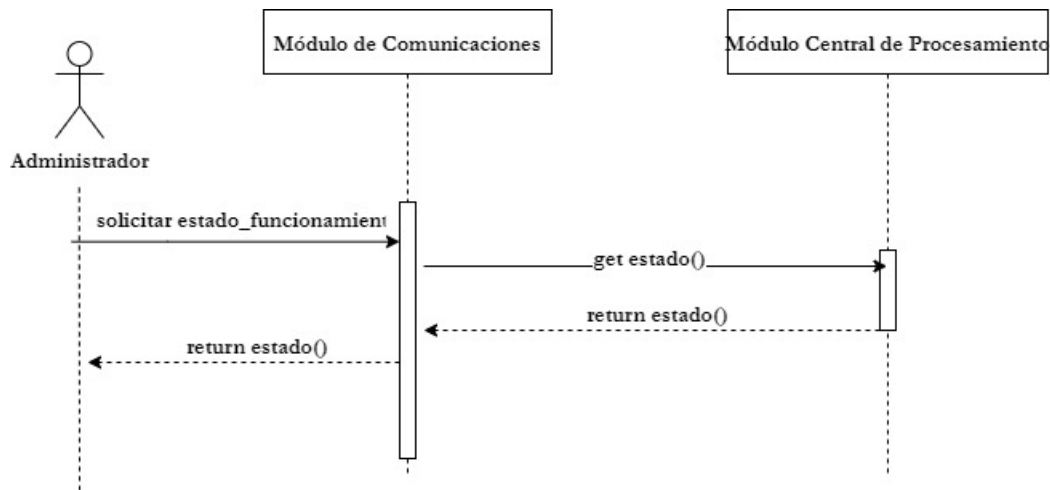 Módulo de Comunicaciones
Módulo Central de Procesamiento
Administrador
solicitar estado_funcionamient
get estado()
return estado()
return estado()